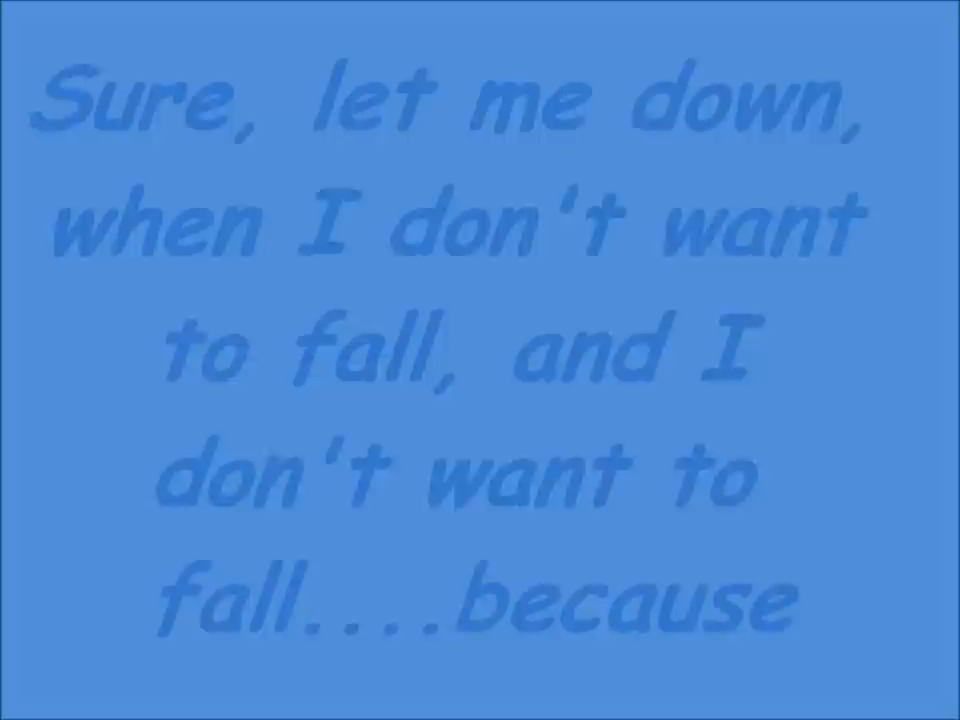 Sure, let me down,
when I don't want
to fall, and I
don't want to
fall....because